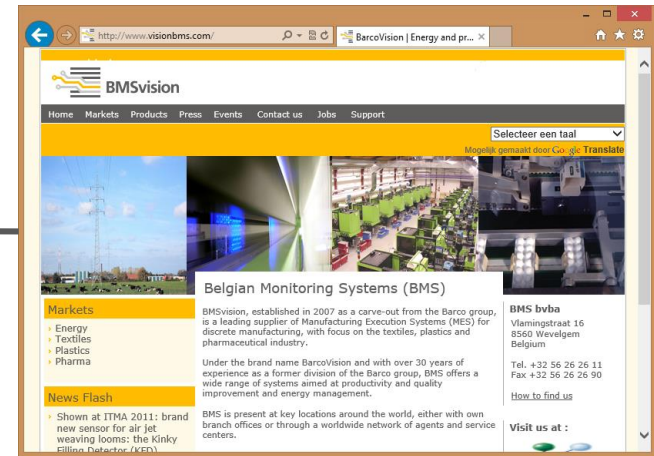 http://www.visionbms.com/
BarcoVision | Energy and pr...
BMSvision
Home Markets Products Press Events Contact us Jobs Support
Selecteer een taal
Mogelijk gemaakt door Google Translate
Belgian Monitoring Systems (BMS)
Markets
Energy
Textiles
Plastics
Pharma
News Flash
Shown at ITMA 2011: brand
new sensor for air jet
weaving looms: the Kinky
Filling Detector (KFD)
BMSvision, established in 2007 as a carve-out from the Barco group,
is a leading supplier of Manufacturing Execution Systems (MES) for
discrete manufacturing, with focus on the textiles, plastics and
pharmaceutical industry.
Under the brand name BarcoVision and with over 30 years of
experience as a former division of the Barco group, BMS offers a
wide range of systems aimed at productivity and quality
improvement and energy management.
BMS is present at key locations around the world, either with own
branch offices or through a worldwide network of agents and service
centers.
BMS bvba
Vlamingstraat 16
8560 Wevelgem
Belgium
Tel. +32 56 26 26 11
Fax +32 56 26 26 90
How to find us
Visit us at :